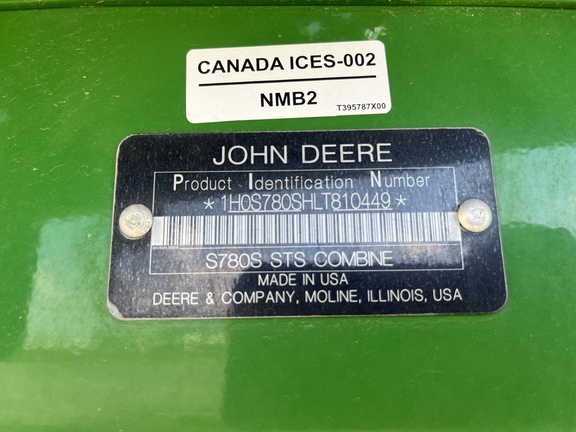 CANADA ICES-002
NMB2
T395787X00
JOHN DEERE
Product Identification Number
*1H0S780SHLT810449*
S780S STS COMBINE
MADE IN USA
DEERE & COMPANY, MOLINE, ILLINOIS, USA